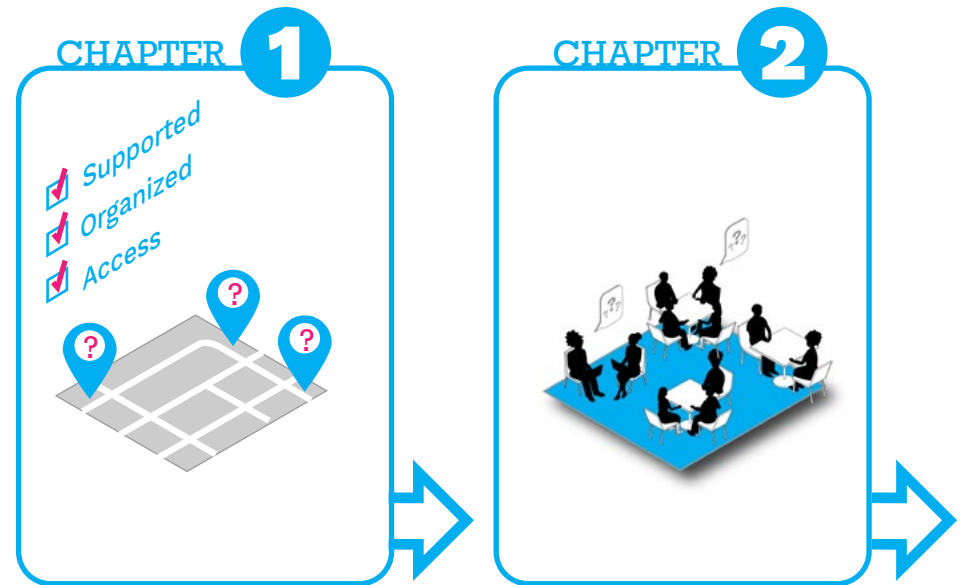 CHAPTER 1
Supported
Organized
Access
?
?
?
CHAPTER 2
???
???